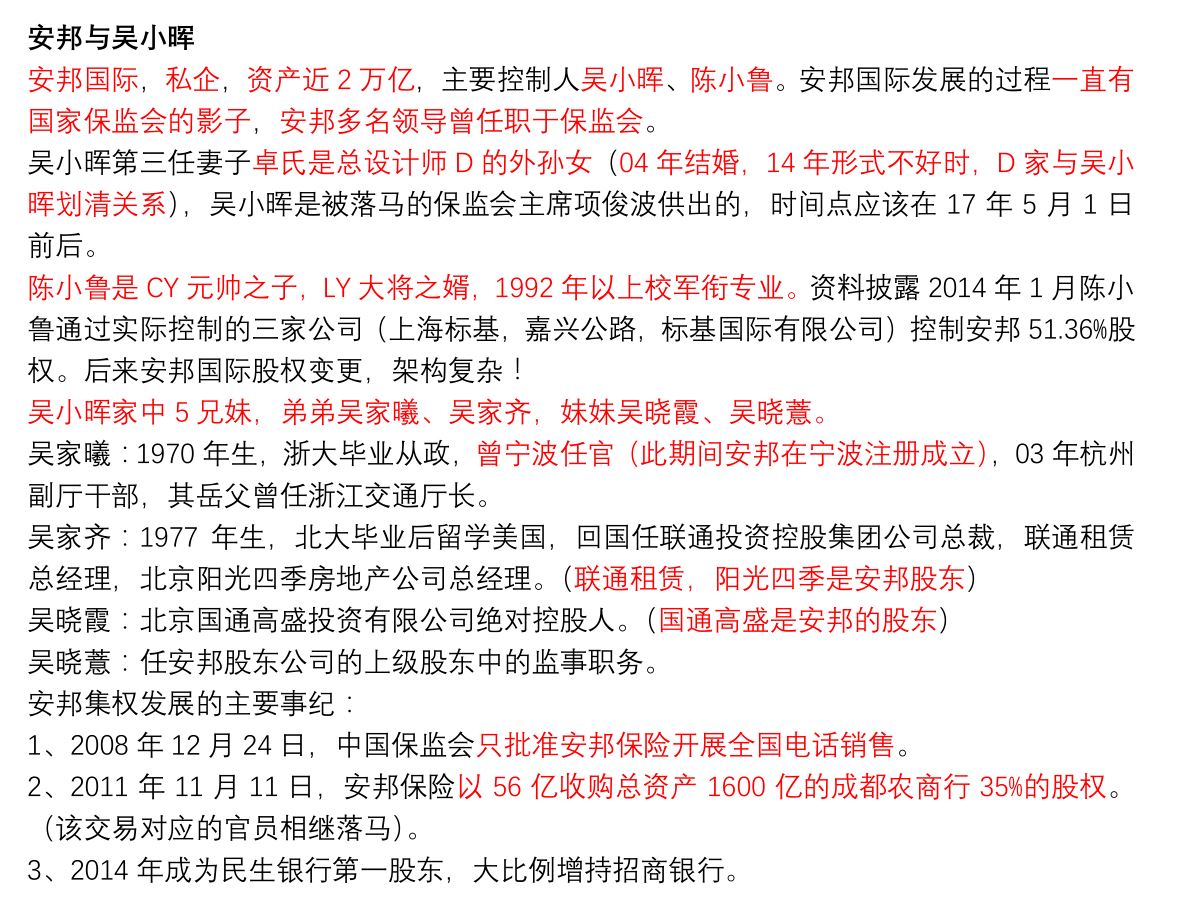 安邦与吴小晖
安邦国际，私企，资产近 2 万亿，主要控制人吴小晖、陈小鲁。安邦国际发展的过程一直有
国家保监会的影子，安邦多名领导曾任职于保监会。
吴小晖第三任妻子卓氏是总设计师 D 的外孙女（04 年结婚，14 年形式不好时，D 家与吴小
晖划清关系），吴小晖是被落马的保监会主席项俊波供出的，时间点应该在 17 年 5 月 1 日
前后。
陈小鲁是 CY 元帅之子，LY 大将之婿，1992 年以上校军衔专业。资料披露 2014 年 1 月陈小
鲁通过实际控制的三家公司（上海标基，嘉兴公路，标基国际有限公司）控制安邦 51.36%股
权。后来安邦国际股权变更，架构复杂！
吴小晖家中 5 兄妹，弟弟吴家曦、吴家齐，妹妹吴晓霞、吴晓薏。
吴家曦：1970 年生，浙大毕业从政，曾宁波任官（此期间安邦在宁波注册成立），03 年杭州
副厅干部，其岳父曾任浙江交通厅长。
吴家齐：1977 年生，北大毕业后留学美国，回国任联通投资控股集团公司总裁，联通租赁
总经理，北京阳光四季房地产公司总经理。（联通租赁，阳光四季是安邦股东）
吴晓霞：北京国通高盛投资有限公司绝对控股人。（国通高盛是安邦的股东）
吴晓薏：任安邦股东公司的上级股东中的监事职务。
安邦集权发展的主要事纪：
1、2008 年 12 月 24 日，中国保监会只批准安邦保险开展全国电话销售。
2、2011 年 11 月 11 日，安邦保险以 56 亿收购总资产 1600 亿的成都农商行 35%的股权。
（该交易对应的官员相继落马）。
3、2014 年成为民生银行第一股东，大比例增持招商银行。